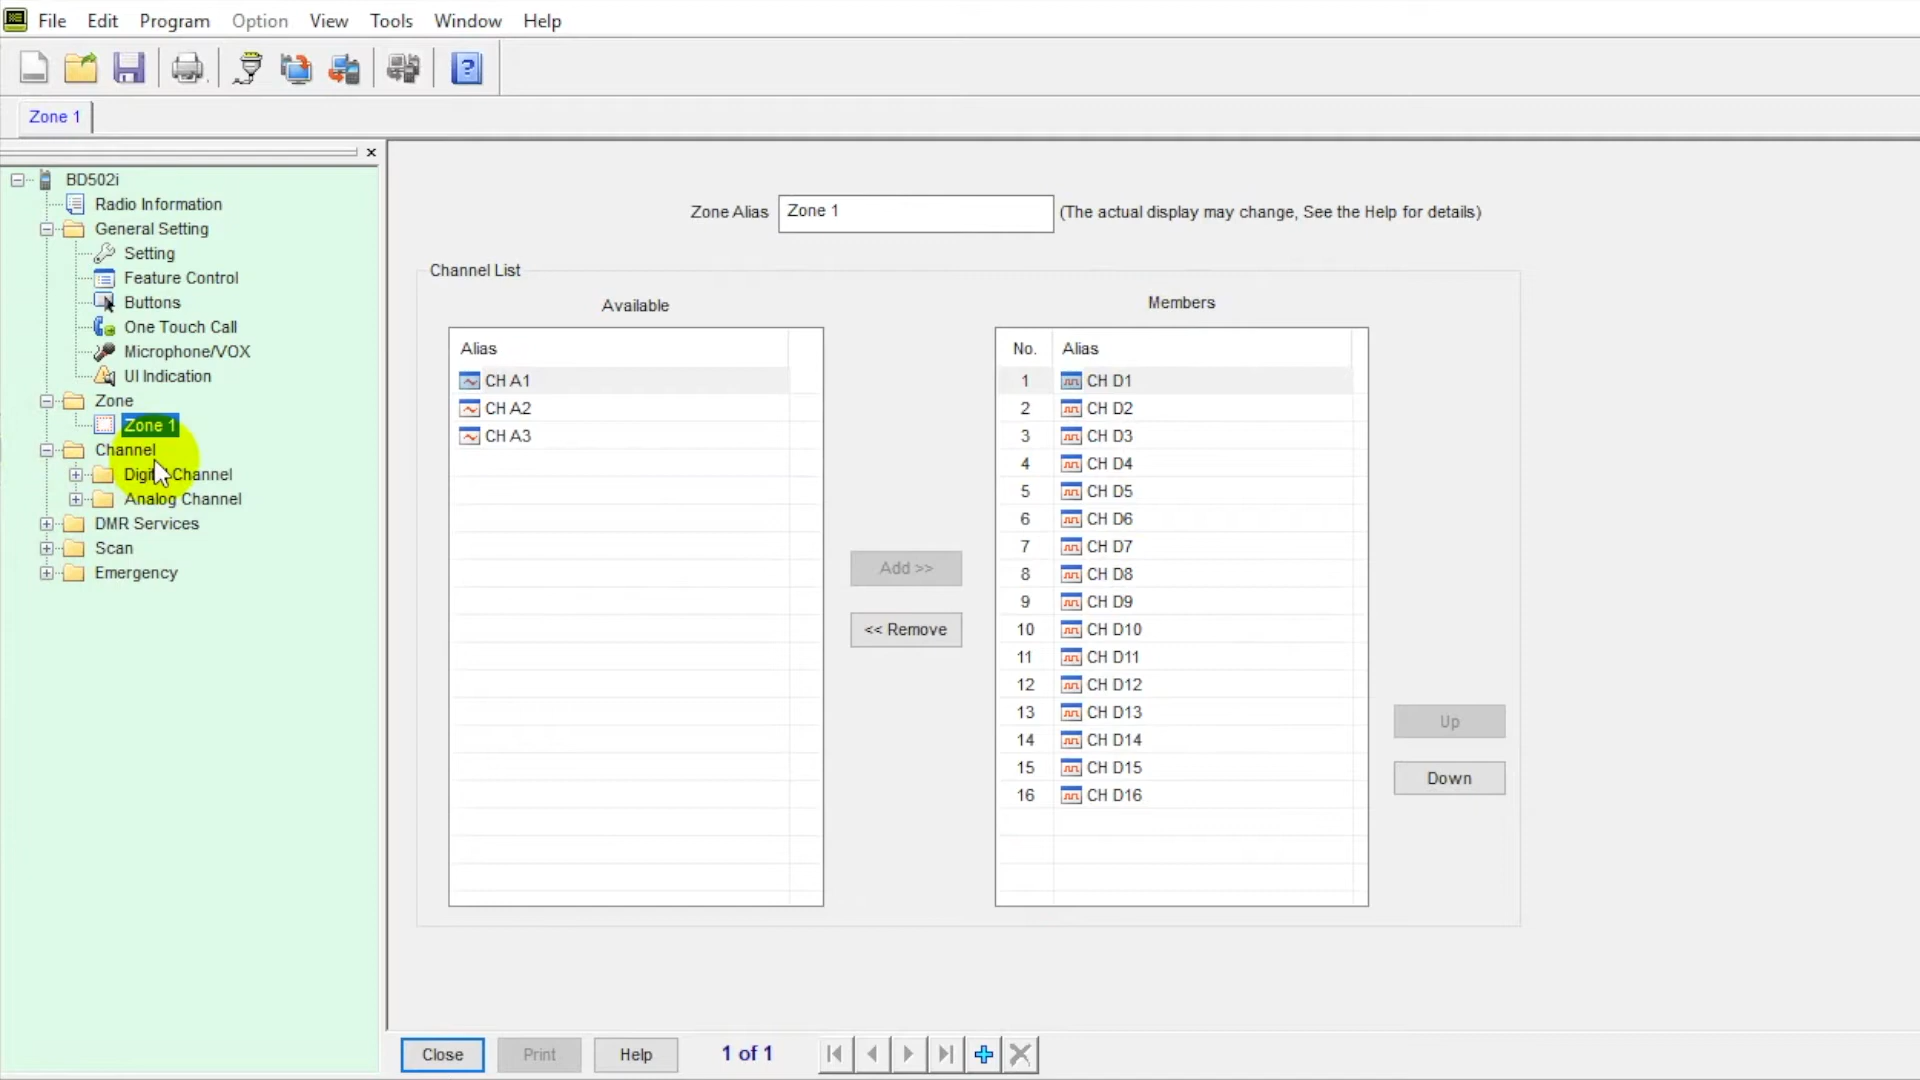 File Edit Program Option View Tools Window Help
Zone 1
BD502i
Radio Information
General Setting
Setting
Feature Control
Buttons
One Touch Call
Microphone/VOX
UI Indication
Zone
Zone 1
Channel
Digital Channel
Analog Channel
DMR Services
Scan
Emergency
Zone Alias Zone 1 (The actual display may change, See the Help for details)
Channel List
Available
Alias
CH A1
CH A2
CH A3
Add >>
<< Remove
Members
No. Alias
1 CH D1
2 CH D2
3 CH D3
4 CH D4
5 CH D5
6 CH D6
7 CH D7
8 CH D8
9 CH D9
10 CH D10
11 CH D11
12 CH D12
13 CH D13
14 CH D14
15 CH D15
16 CH D16
Up
Down
Close Print Help 1 of 1